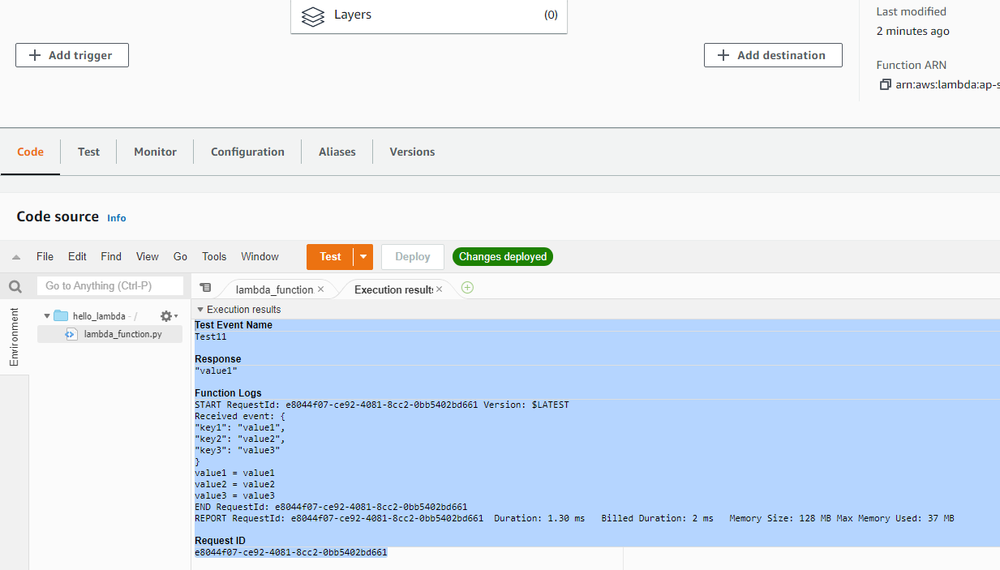 Layers (0)
Last modified
2 minutes ago
Add trigger
Add destination
Function ARN
arn:aws:lambda:ap-s
Code Test Monitor Configuration Aliases Versions
Code source Info
File Edit Find View Go Tools Window Test Deploy Changes deployed
Go to Anything (Ctrl-P)
lambda_function
Execution results
Environment
hello_lambda - /
lambda_function.py
Execution results
Test Event Name
Test11
Response
"value1"
Function Logs
START RequestId: e8044f07-ce92-4081-8cc2-0bb5402bd661 Version: $LATEST
Received event: {
"key1": "value1",
"key2": "value2",
"key3": "value3"
}
value1 = value1
value2 = value2
value3 = value3
END RequestId: e8044f07-ce92-4081-8cc2-0bb5402bd661
REPORT RequestId: e8044f07-ce92-4081-8cc2-0bb5402bd661 Duration: 1.30 ms Billed Duration: 2 ms Memory Size: 128 MB Max Memory Used: 37 MB
Request ID
e8044f07-ce92-4081-8cc2-0bb5402bd661